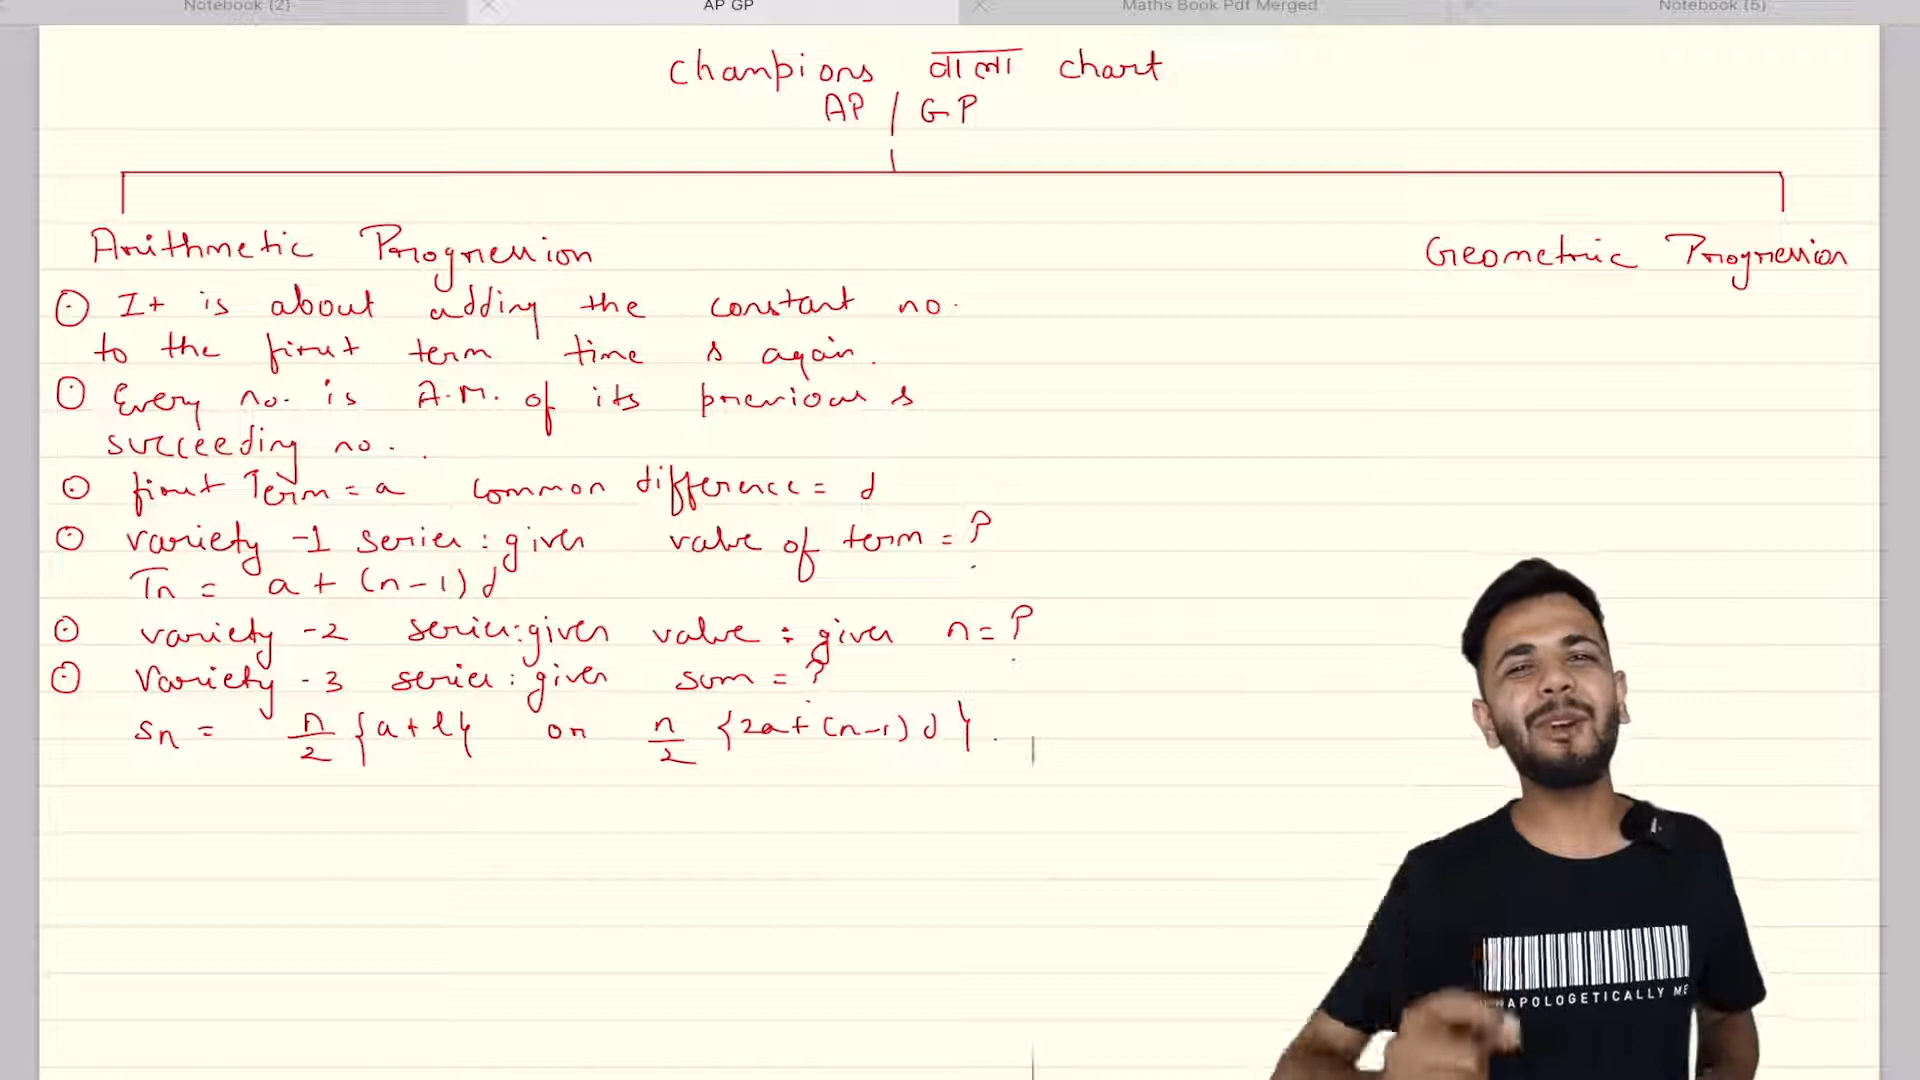 Notebook (2)
AP GP
Maths Book Pdf Merged
Notebook (5)
Champions वाला chart
AP / GP
Arithmetic Progression
Geometric Progression
⊙ It is about adding the constant no.
to the first term time & again.
⊙ Every no. is A.M. of its previous &
succeeding no.
⊙ first Term = a common difference = d
⊙ variety -1 series : given value of term = ?
Tn = a + (n-1)d
⊙ variety -2 series : given value : given n = ?
⊙ variety -3 series : given sum = ?
Sn = n/2 {a+l} or n/2 {2a+(n-1)d}.
APOLOGETICALLY ME